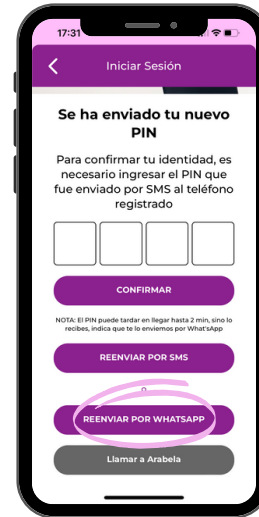 17:31
Iniciar Sesión
Se ha enviado tu nuevo
PIN
Para confirmar tu identidad, es
necesario ingresar el PIN que
fue enviado por SMS al teléfono
registrado
CONFIRMAR
NOTA: El PIN puede tardar en llegar hasta 2 min, sino lo
recibes, indica que te lo enviemos por What'sApp
REENVIAR POR SMS
o
REENVIAR POR WHATSAPP
Llamar a Arabela